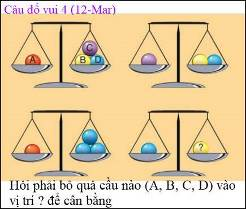 Câu đố vui 4 (12-Mar)
C
A B D
?
Hỏi phải bỏ quả cầu nào (A, B, C, D) vào
vị trí ? để cân bằng